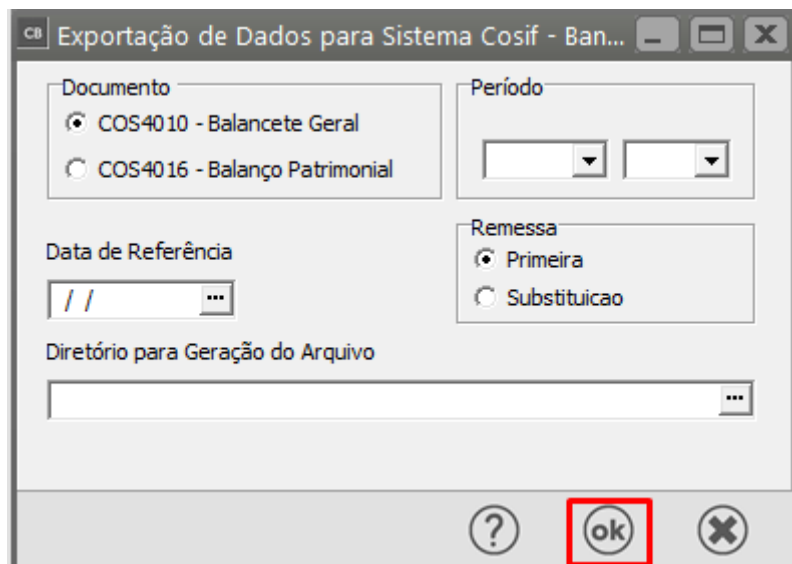 CB Exportação de Dados para Sistema Cosif - Ban...
Documento
COS4010 - Balancete Geral
COS4016 - Balanço Patrimonial
Período
Data de Referência
/ / ...
Remessa
Primeira
Substituicao
Diretório para Geração do Arquivo
...
? ok